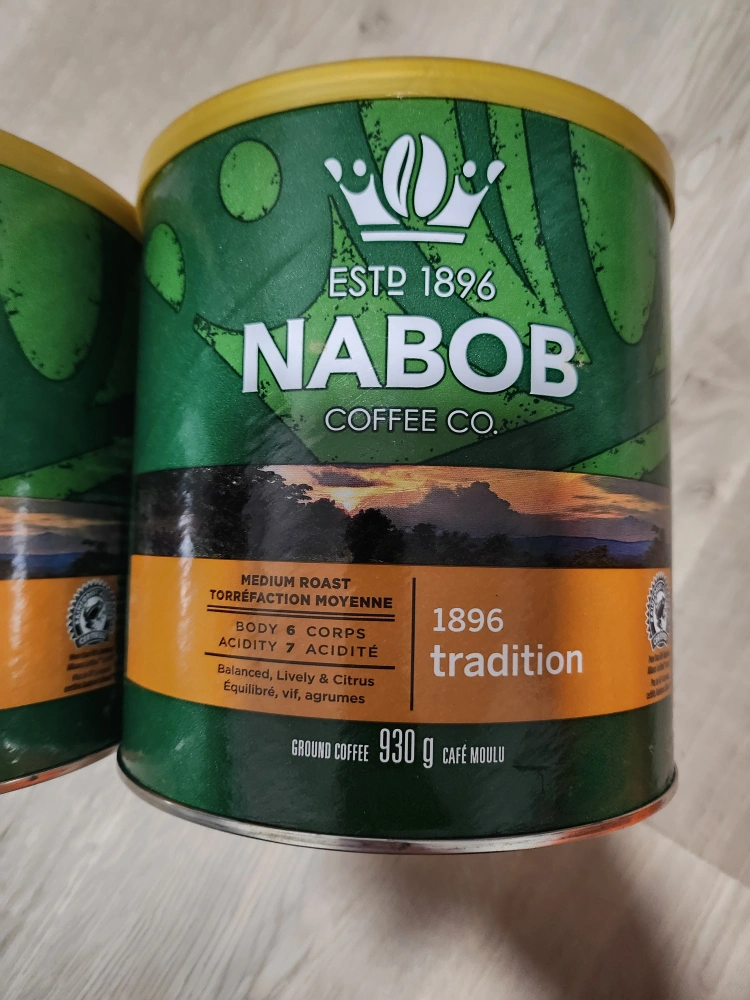 ESTD 1896
NABOB
COFFEE CO.
MEDIUM ROAST
TORRÉFACTION MOYENNE
BODY 6 CORPS
ACIDITY 7 ACIDITÉ
Balanced, Lively & Citrus
Équilibré, vif, agrumes
1896
tradition
GROUND COFFEE 930 g CAFÉ MOULU